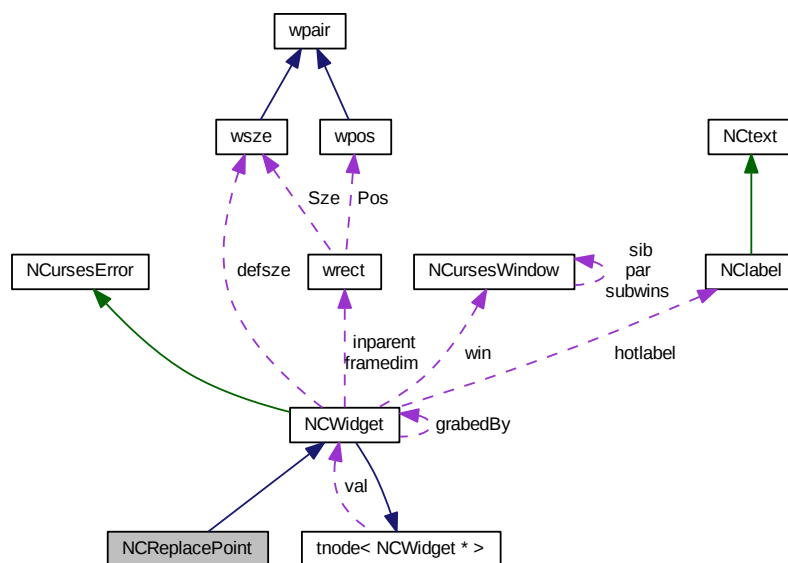 wpair
wsze
wpos
NCtext
Sze
Pos
NCursesError
defsze
wrect
NCursesWindow
sib
par
subwins
NClabel
inparent
framedim
win
hotlabel
NCWidget
grabedBy
val
NCReplacePoint
tnode< NCWidget * >